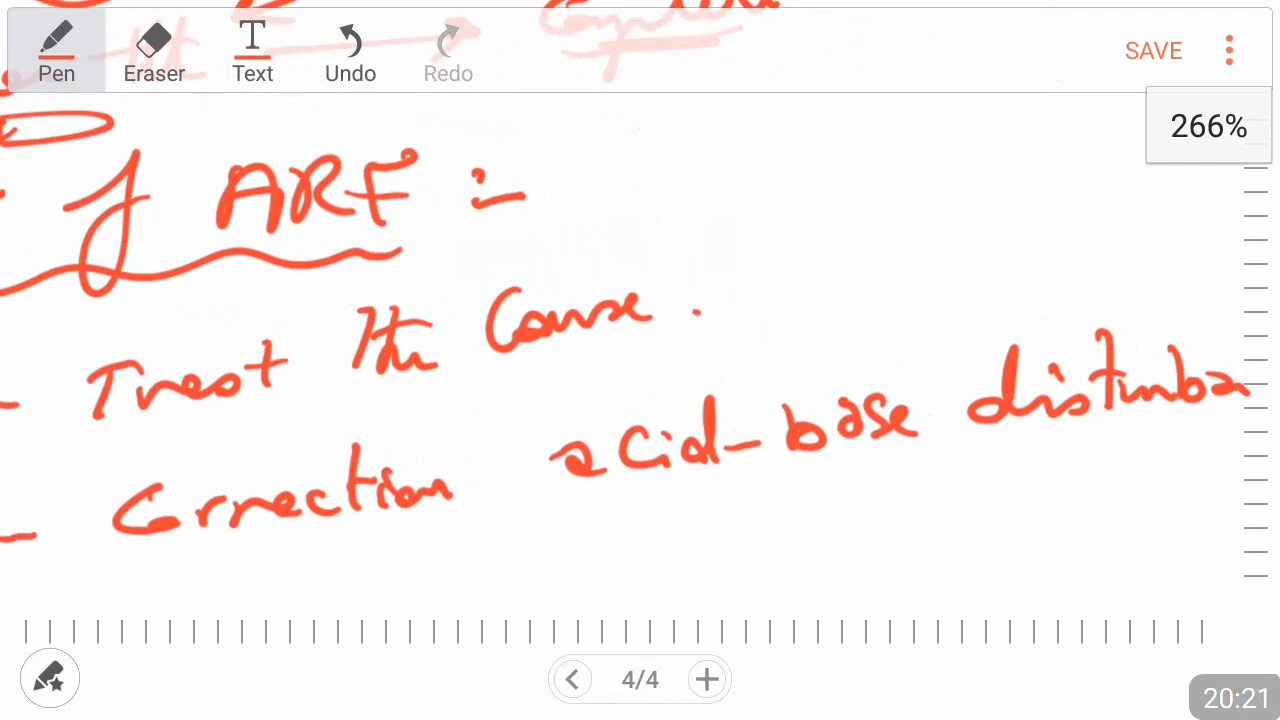 Pen Eraser Text Undo Redo SAVE
266%
of ARF :-
Treat the Cause .
- Correction acid-base disturba
4/4
20:21